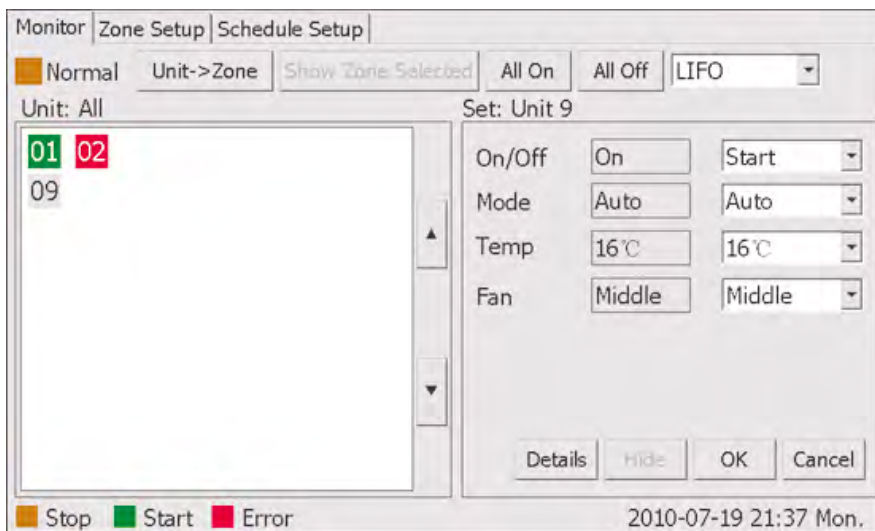 Monitor Zone Setup Schedule Setup
Normal Unit->Zone Show Zone Selected All On All Off LIFO
Unit: All Set: Unit 9
01 02
09
On/Off On Start
Mode Auto Auto
Temp 16℃ 16℃
Fan Middle Middle
Details Hide OK Cancel
Stop Start Error 2010-07-19 21:37 Mon.